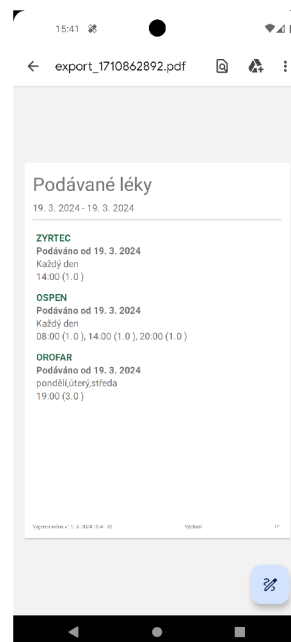 15:41
export_1710862892.pdf
Podávané léky
19. 3. 2024 - 19. 3. 2024
ZYRTEC
Podáváno od 19. 3. 2024
Každý den
14:00 (1.0 )
OSPEN
Podáváno od 19. 3. 2024
Každý den
08:00 (1.0 ), 14:00 (1.0 ), 20:00 (1.0 )
OROFAR
Podáváno od 19. 3. 2024
pondělí,úterý,středa
19:00 (3.0 )